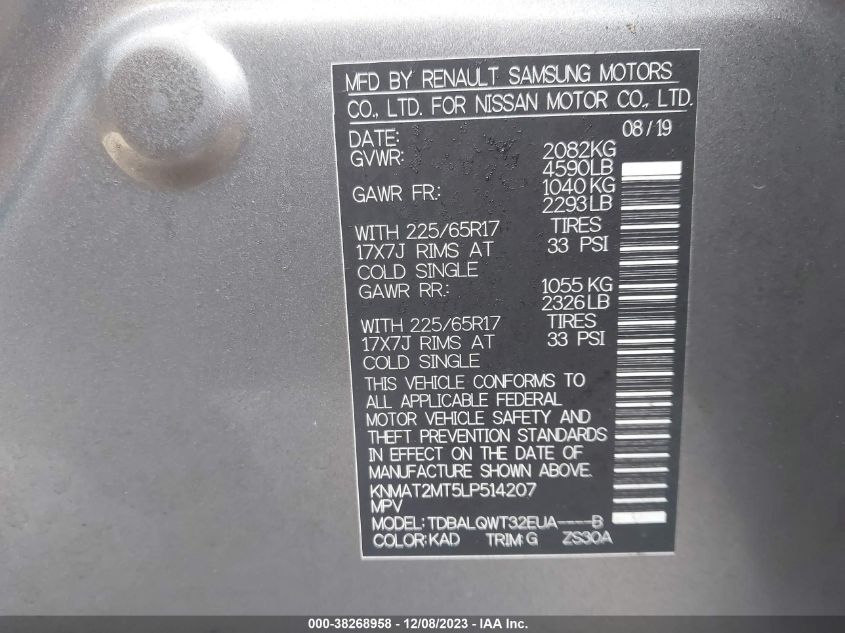 MFD BY RENAULT SAMSUNG MOTORS
CO., LTD. FOR NISSAN MOTOR CO., LTD.
DATE: 08/19
GVWR: 2082KG
4590LB
GAWR FR.: 1040KG
2293LB
WITH 225/65R17 TIRES
17X7J RIMS AT 33 PSI
COLD SINGLE
GAWR RR.: 1055KG
2326LB
WITH 225/65R17 TIRES
17X7J RIMS AT 33 PSI
COLD SINGLE
THIS VEHICLE CONFORMS TO
ALL APPLICABLE FEDERAL
MOTOR VEHICLE SAFETY AND
THEFT PREVENTION STANDARDS
IN EFFECT ON THE DATE OF
MANUFACTURE SHOWN ABOVE.
KNMAT2MT5LP514207
MPV
MODEL: TDBALQWT32EUA----B
COLOR:KAD TRIM:G ZS30A
000-38268958 - 12/08/2023 - IAA Inc.